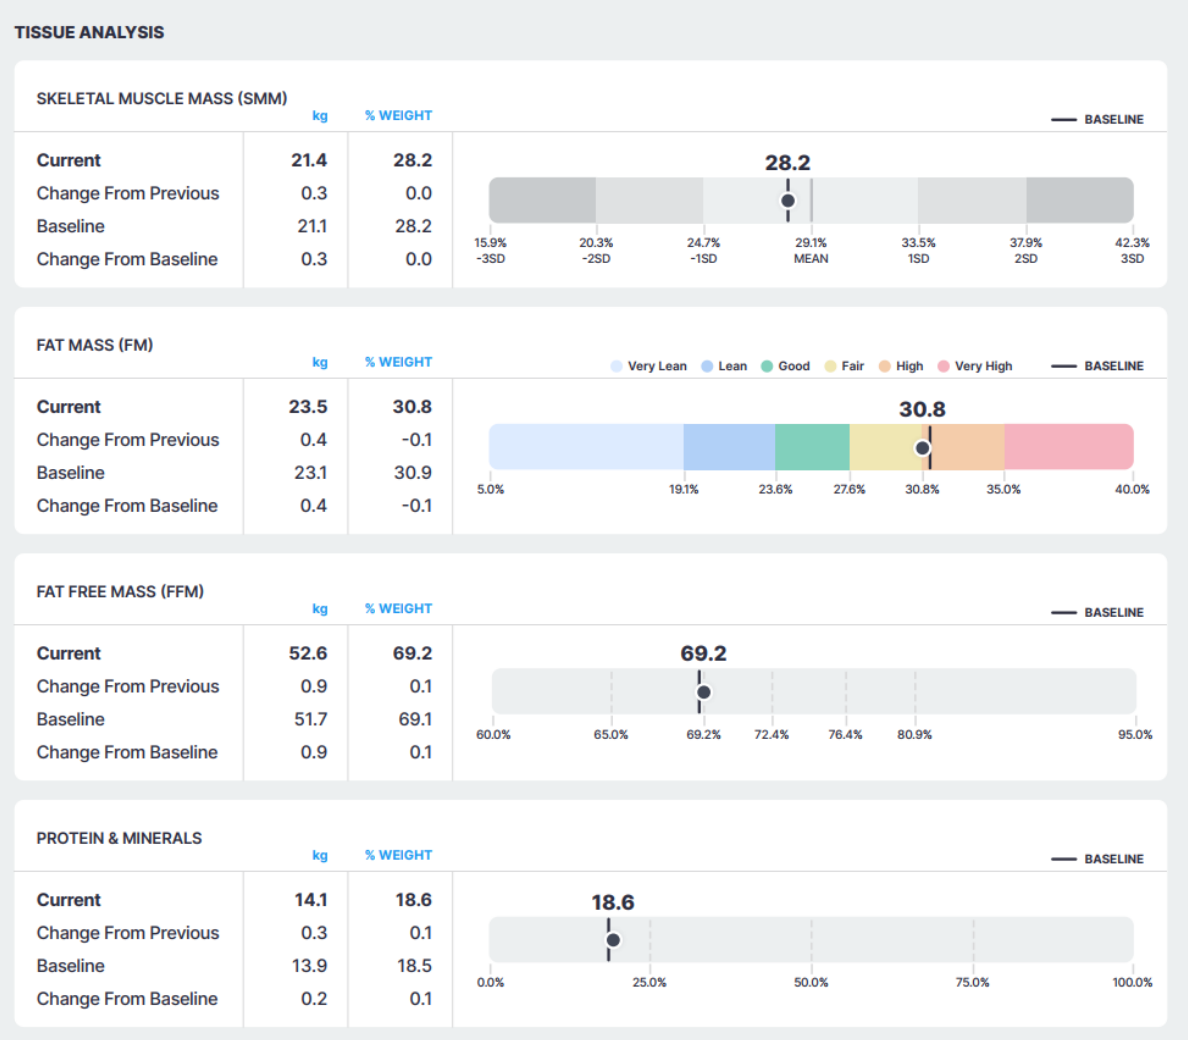 TISSUE ANALYSIS
SKELETAL MUSCLE MASS (SMM)
kg % WEIGHT
BASELINE
Current 21.4 28.2
Change From Previous 0.3 0.0
Baseline 21.1 28.2
Change From Baseline 0.3 0.0
28.2
15.9% 20.3% 24.7% 29.1% 33.5% 37.9% 42.3%
-3SD -2SD -1SD MEAN 1SD 2SD 3SD
FAT MASS (FM)
kg % WEIGHT
Very Lean Lean Good Fair High Very High BASELINE
Current 23.5 30.8
Change From Previous 0.4 -0.1
Baseline 23.1 30.9
Change From Baseline 0.4 -0.1
30.8
5.0% 19.1% 23.6% 27.6% 30.8% 35.0% 40.0%
FAT FREE MASS (FFM)
kg % WEIGHT
BASELINE
Current 52.6 69.2
Change From Previous 0.9 0.1
Baseline 51.7 69.1
Change From Baseline 0.9 0.1
69.2
60.0% 65.0% 69.2% 72.4% 76.4% 80.9% 95.0%
PROTEIN & MINERALS
kg % WEIGHT
BASELINE
Current 14.1 18.6
Change From Previous 0.3 0.1
Baseline 13.9 18.5
Change From Baseline 0.2 0.1
18.6
0.0% 25.0% 50.0% 75.0% 100.0%